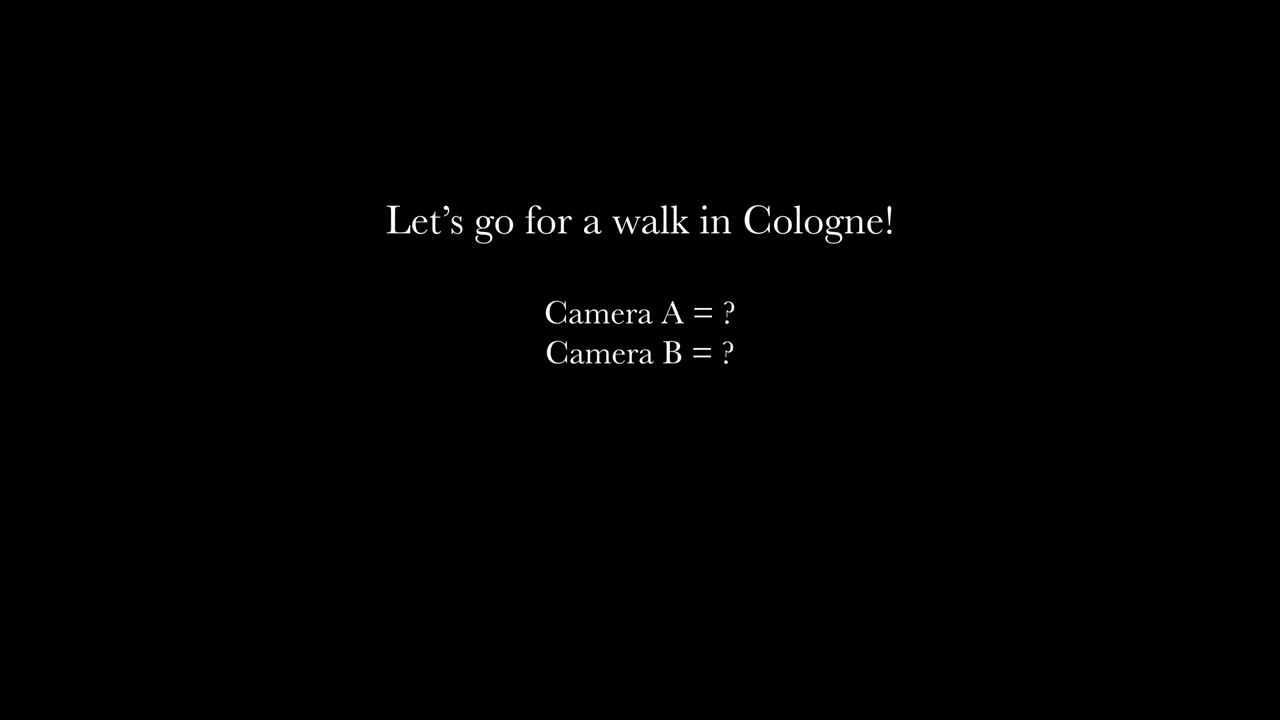 Let’s go for a walk in Cologne!
Camera A = ?
Camera B = ?